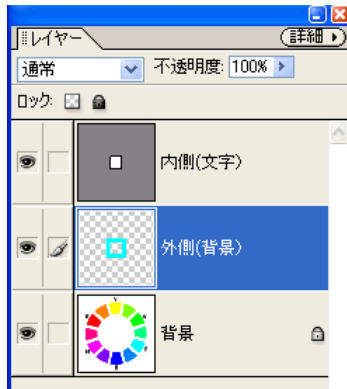 レイヤー
詳細
通常
不透明度: 100%
ロック:
内側(文字)
外側(背景)
背景